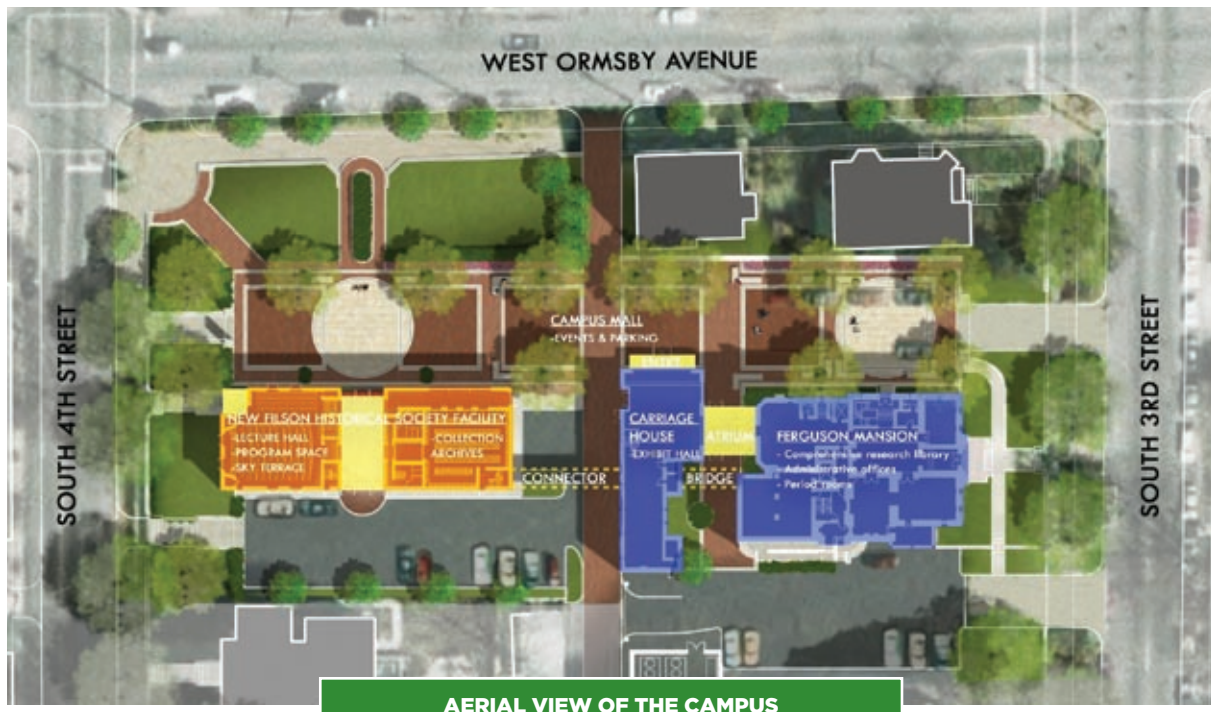 WEST ORMSBY AVENUE
SOUTH 4TH STREET
SOUTH 3RD STREET
CAMPUS MALL
-EVENTS & PARKING
ENTRY
NEW FILSON HISTORICAL SOCIETY FACILITY
-LECTURE HALL
-PROGRAM SPACE
-SKY TERRACE
-COLLECTION
ARCHIVES
CONNECTOR
CARRIAGE
HOUSE
-EXHIBIT HALL
ATRIUM
BRIDGE
FERGUSON MANSION
- Comprehensive research library
- Administrative offices
- Period rooms
AERIAL VIEW OF THE CAMPUS